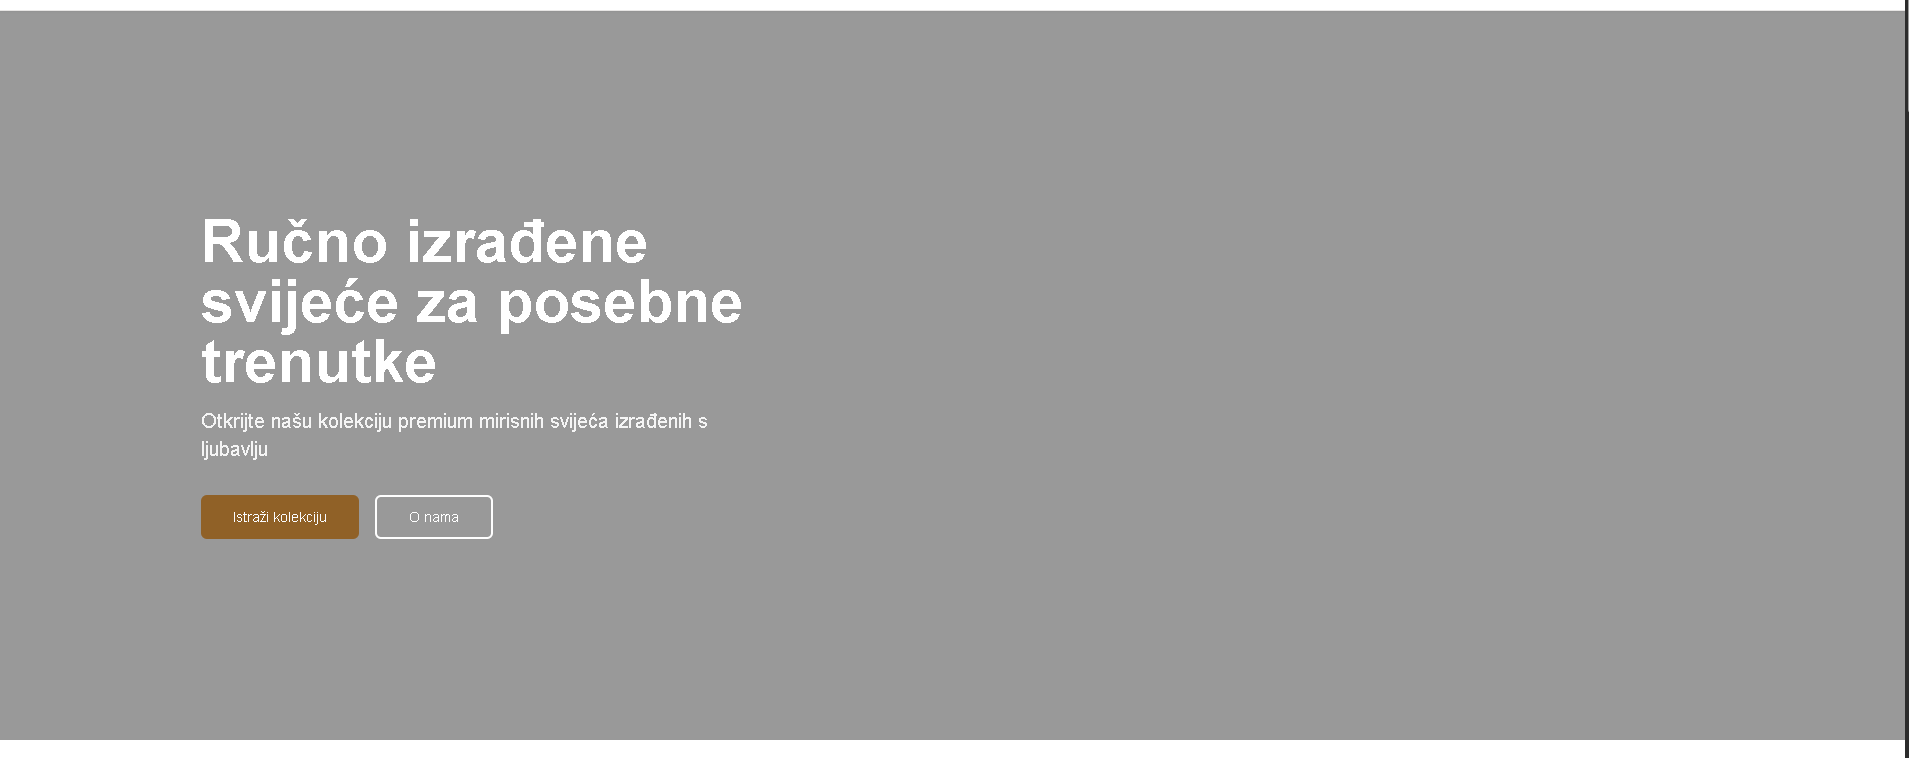 Ručno izrađene
svijeće za posebne
trenutke
Otkrijte našu kolekciju premium mirisnih svijeća izrađenih s
ljubavlju
Istraži kolekciju
O nama